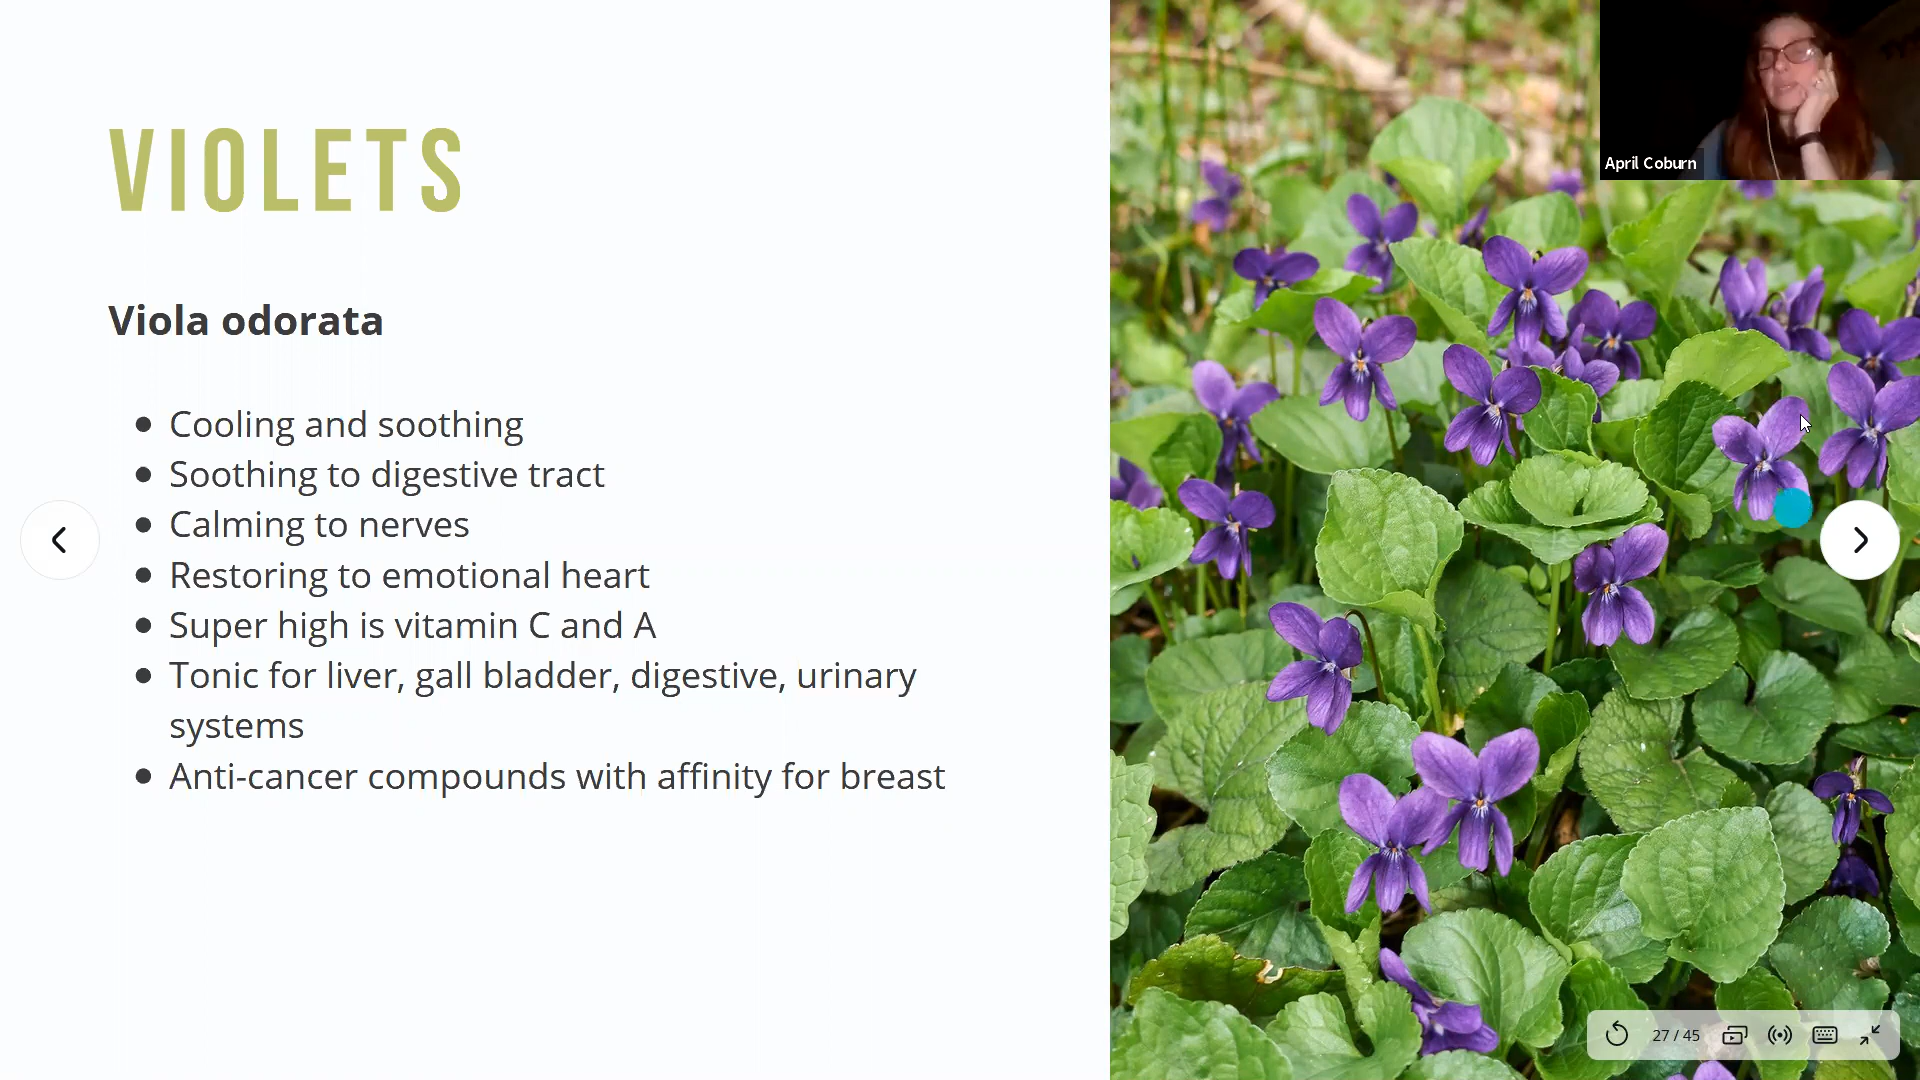 VIOLETS
April Coburn
Viola odorata
● Cooling and soothing
● Soothing to digestive tract
● Calming to nerves
● Restoring to emotional heart
● Super high is vitamin C and A
● Tonic for liver, gall bladder, digestive, urinary
systems
● Anti-cancer compounds with affinity for breast
27 / 45